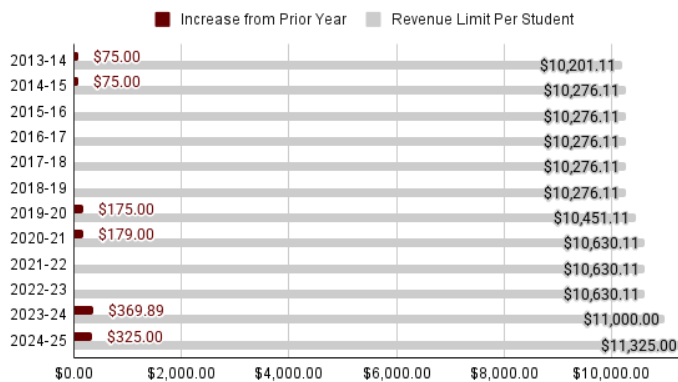 Increase from Prior Year Revenue Limit Per Student
2013-14 $75.00 $10,201.11
2014-15 $75.00 $10,276.11
2015-16 $10,276.11
2016-17 $10,276.11
2017-18 $10,276.11
2018-19 $10,276.11
2019-20 $175.00 $10,451.11
2020-21 $179.00 $10,630.11
2021-22 $10,630.11
2022-23 $10,630.11
2023-24 $369.89 $11,000.00
2024-25 $325.00 $11,325.00
$0.00 $2,000.00 $4,000.00 $6,000.00 $8,000.00 $10,000.00